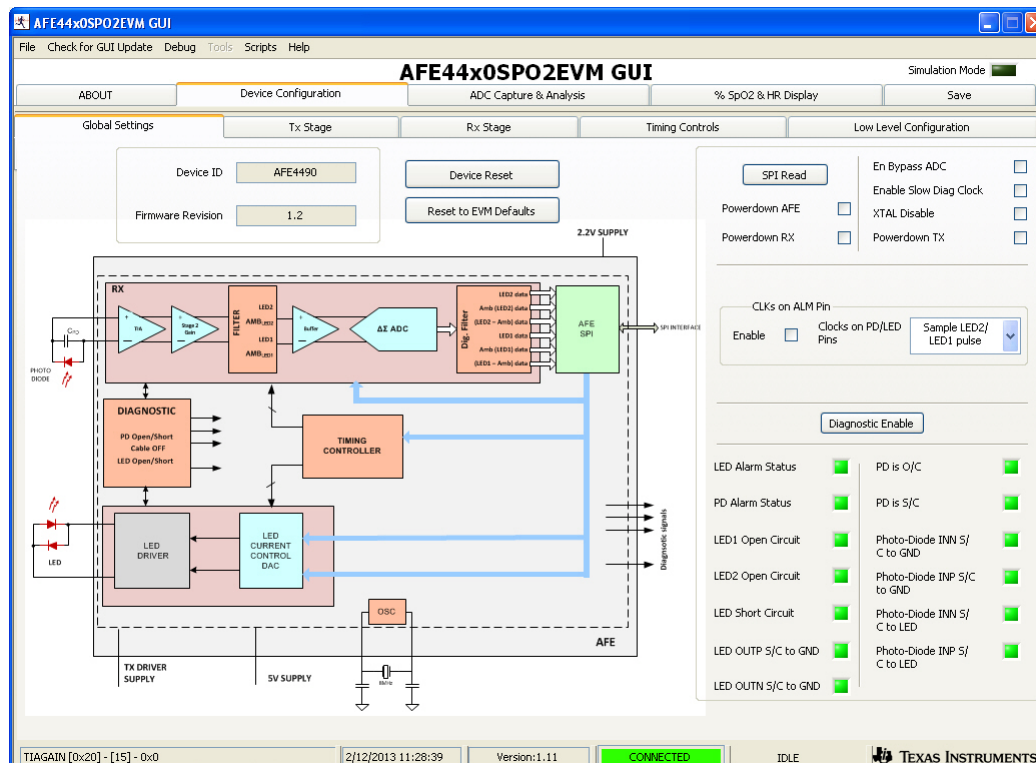 AFE44x0SPO2EVM GUI
File Check for GUI Update Debug Tools Scripts Help
AFE44x0SPO2EVM GUI
Simulation Mode
ABOUT
Device Configuration
ADC Capture & Analysis
% SpO2 & HR Display
Save
Global Settings
Tx Stage
Rx Stage
Timing Controls
Low Level Configuration
Device ID
AFE4490
Firmware Revision
1.2
Device Reset
Reset to EVM Defaults
2.2V SUPPLY
RX
CPD
PHOTO
DIODE
TIA
Stage 2
Gain
FILTER
LED2
AMBLED2
LED1
AMBLED1
Buffer
ΔΣ ADC
Dig. Filter
LED2 data
Amb (LED2) data
(LED2 – Amb) data
LED1 data
Amb (LED1) data
(LED1 – Amb) data
AFE
SPI
SPI INTERFACE
DIAGNOSTIC
PD Open/Short
Cable OFF
LED Open/Short
TIMING
CONTROLLER
LED
LED
DRIVER
LED
CURRENT
CONTROL
DAC
Diagnostic signals
OSC
8MHz
AFE
TX DRIVER
SUPPLY
5V SUPPLY
SPI Read
Powerdown AFE
Powerdown RX
En Bypass ADC
Enable Slow Diag Clock
XTAL Disable
Powerdown TX
CLKs on ALM Pin
Enable
Clocks on PD/LED
Pins
Sample LED2/
LED1 pulse
Diagnostic Enable
LED Alarm Status
PD Alarm Status
LED1 Open Circuit
LED2 Open Circuit
LED Short Circuit
LED OUTP S/C to GND
LED OUTN S/C to GND
PD is O/C
PD is S/C
Photo-Diode INN S/
C to GND
Photo-Diode INP S/C
to GND
Photo-Diode INN S/
C to LED
Photo-Diode INP S/
C to LED
TIAGAIN [0x20] - [15] - 0x0
2/12/2013 11:28:39
Version:1.11
CONNECTED
IDLE
TEXAS INSTRUMENTS